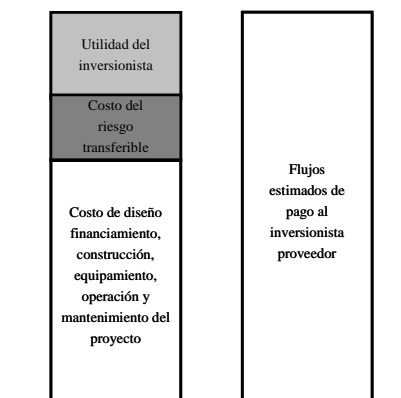 Utilidad del
inversionista
Costo del
riesgo
transferible
Costo de diseño
financiamiento,
construcción,
equipamiento,
operación y
mantenimiento del
proyecto
Flujos
estimados de
pago al
inversionista
proveedor